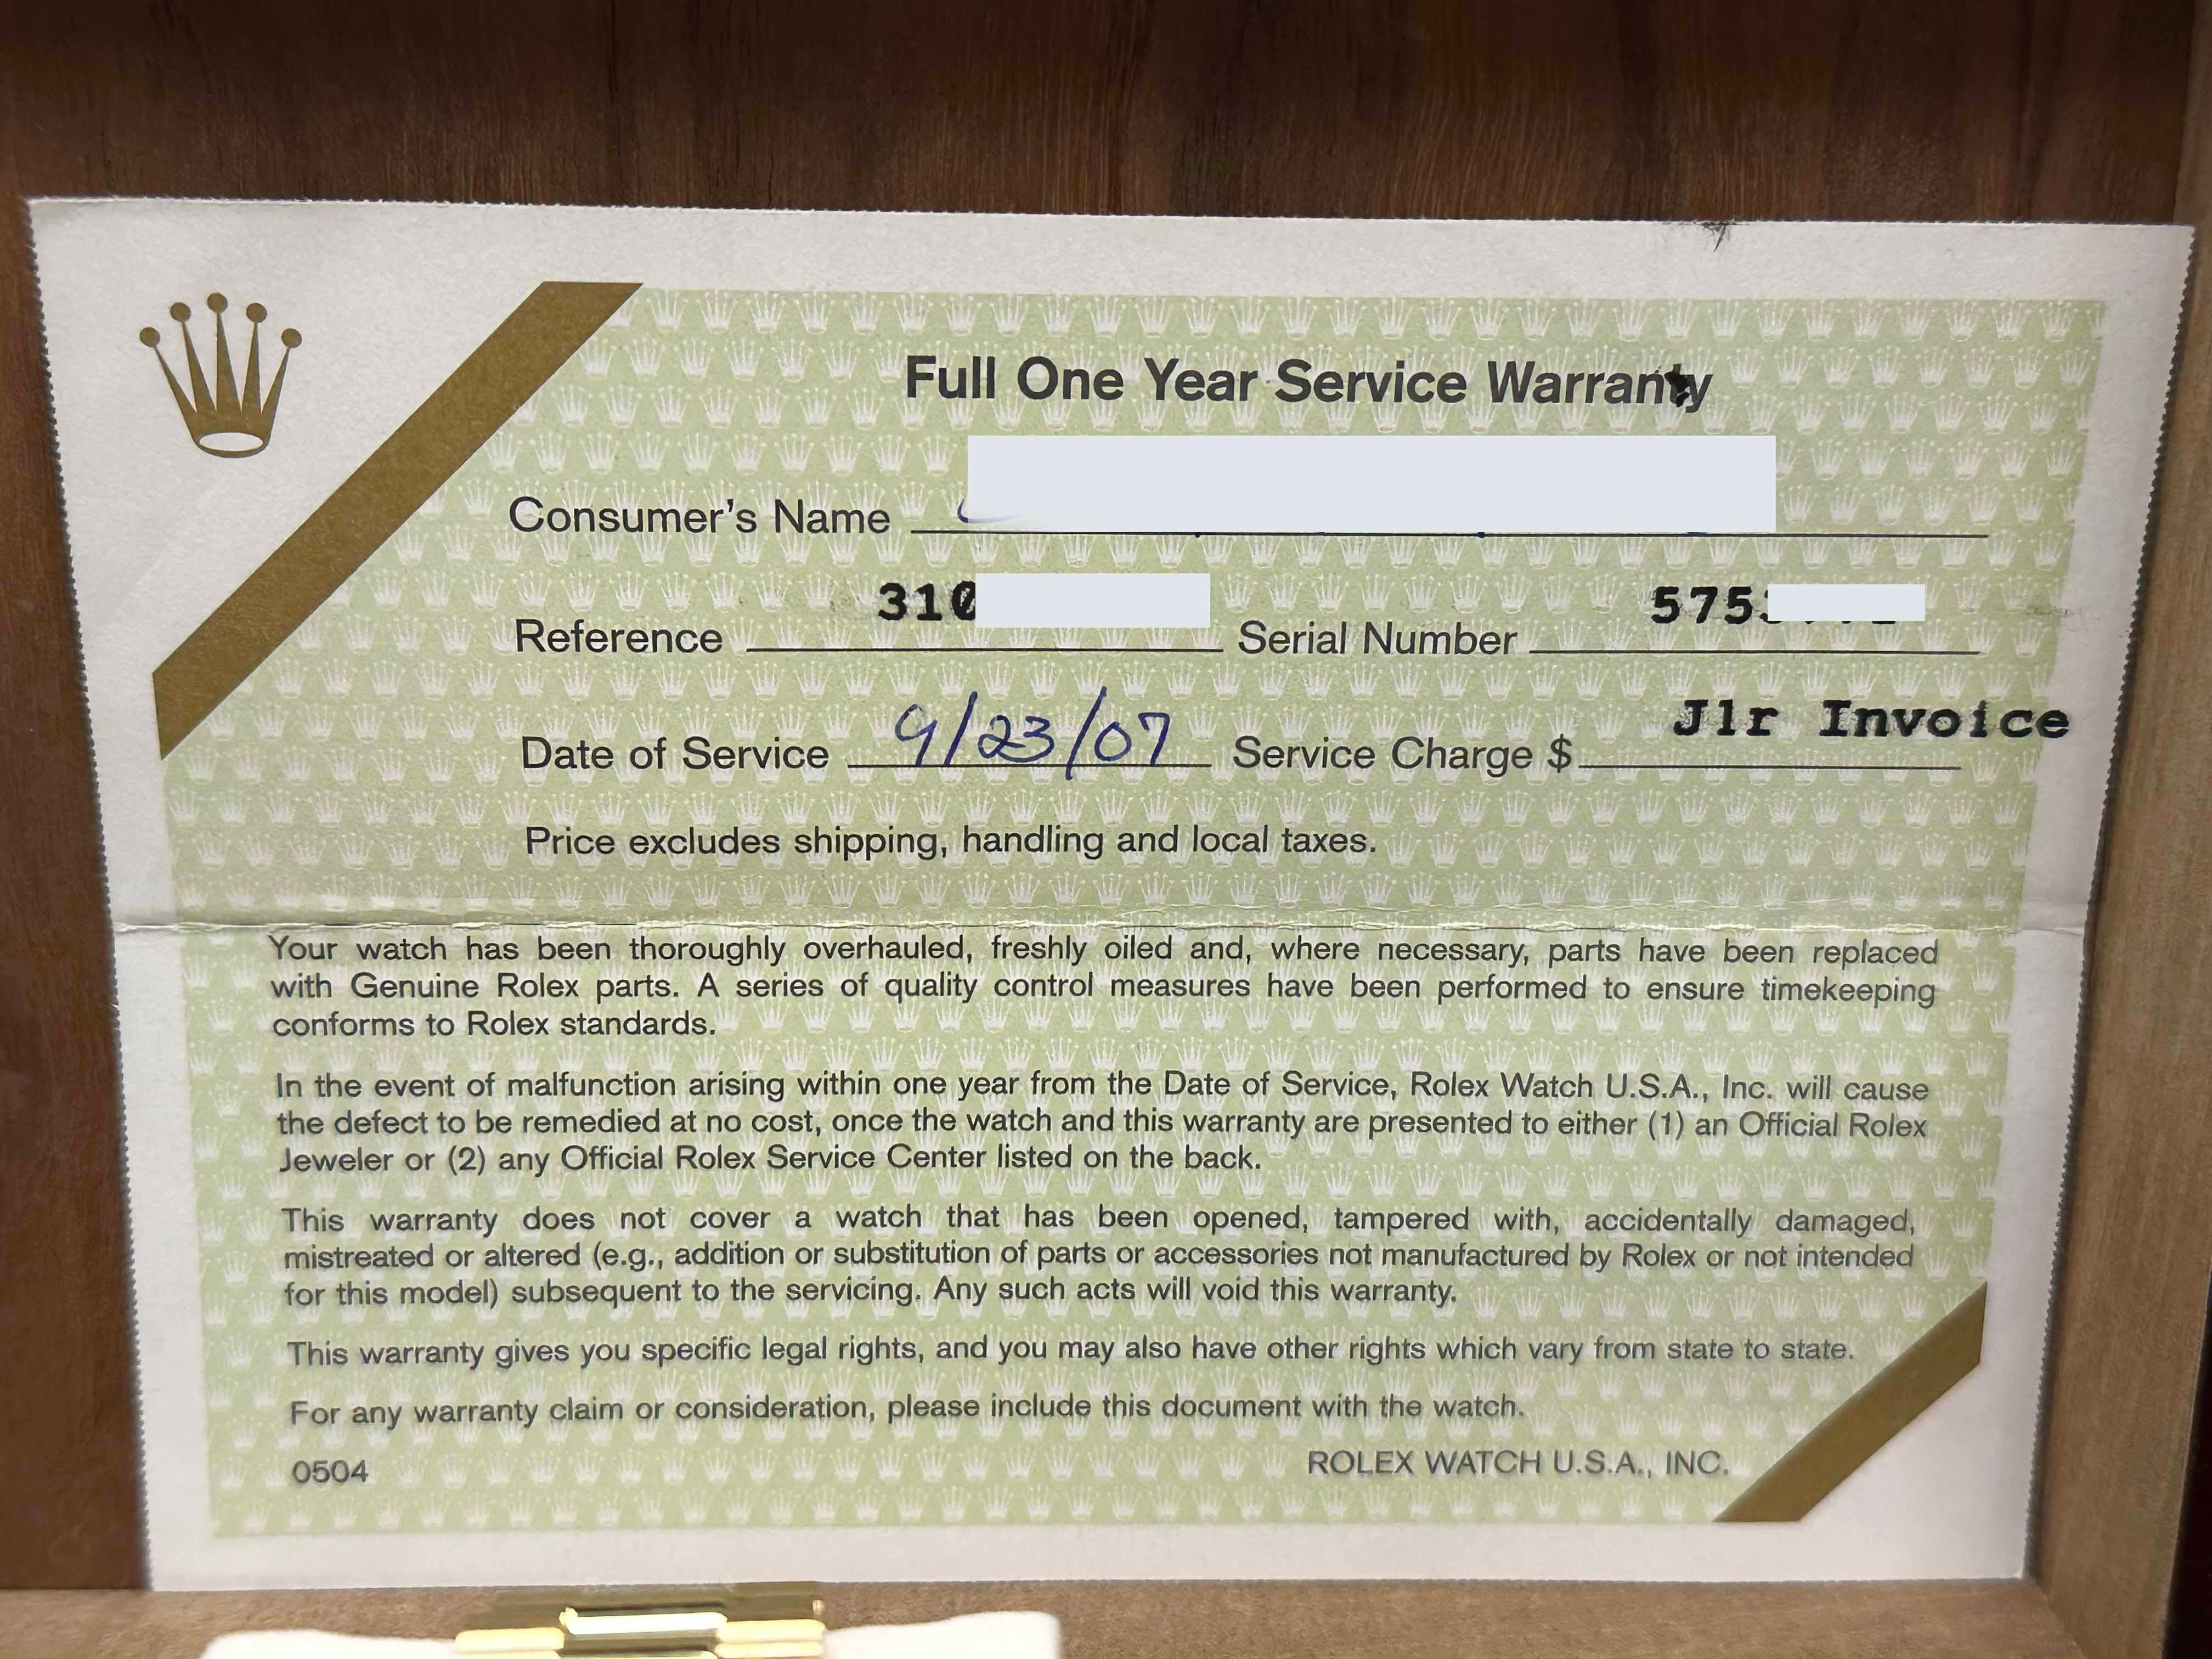 Full One Year Service Warranty
Consumer's Name
310
575
Reference Serial Number
Jlr Invoice
Date of Service 9/23/07 Service Charge $
Price excludes shipping, handling and local taxes.
Your watch has been thoroughly overhauled, freshly oiled and, where necessary, parts have been replaced
with Genuine Rolex parts. A series of quality control measures have been performed to ensure timekeeping
conforms to Rolex standards.
In the event of malfunction arising within one year from the Date of Service, Rolex Watch U.S.A., Inc. will cause
the defect to be remedied at no cost, once the watch and this warranty are presented to either (1) an Official Rolex
Jeweler or (2) any Official Rolex Service Center listed on the back.
This warranty does not cover a watch that has been opened, tampered with, accidentally damaged,
mistreated or altered (e.g., addition or substitution of parts or accessories not manufactured by Rolex or not intended
for this model) subsequent to the servicing. Any such acts will void this warranty.
This warranty gives you specific legal rights, and you may also have other rights which vary from state to state.
For any warranty claim or consideration, please include this document with the watch.
0504 ROLEX WATCH U.S.A., INC.